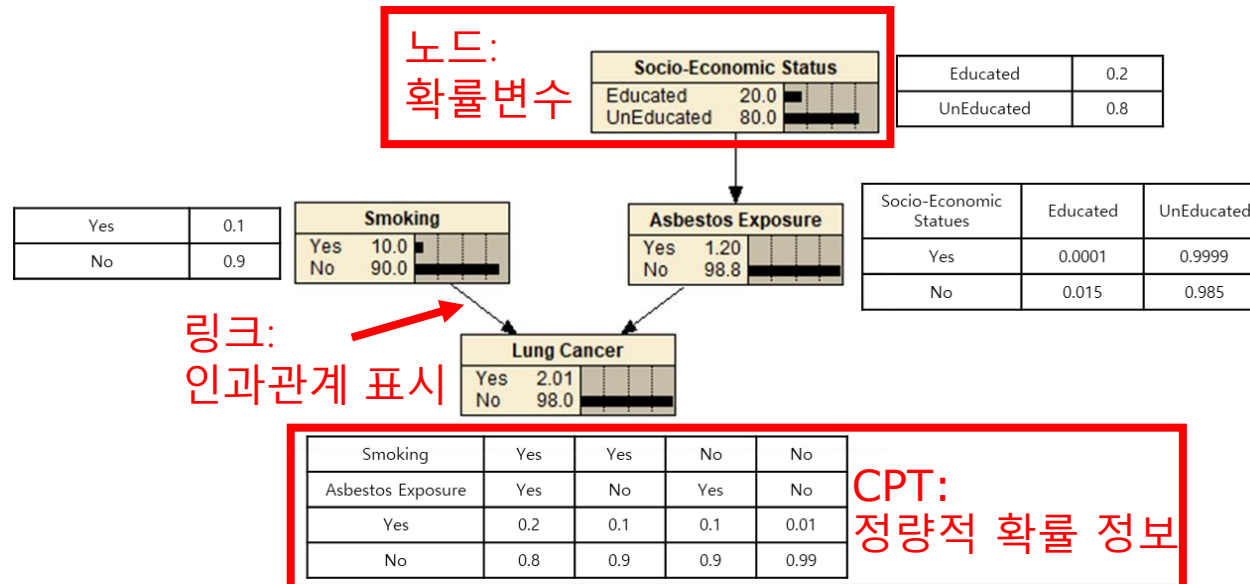 노드:
확률변수
Socio-Economic Status
Educated 20.0
UnEducated 80.0
Educated 0.2
UnEducated 0.8
Yes 0.1
No 0.9
Smoking
Yes 10.0
No 90.0
Asbestos Exposure
Yes 1.20
No 98.8
Socio-Economic
Statues
Educated UnEducated
Yes 0.0001 0.9999
No 0.015 0.985
링크:
인과관계 표시
Lung Cancer
Yes 2.01
No 98.0
Smoking Yes Yes No No
Asbestos Exposure Yes No Yes No
Yes 0.2 0.1 0.1 0.01
No 0.8 0.9 0.9 0.99
CPT:
정량적 확률 정보